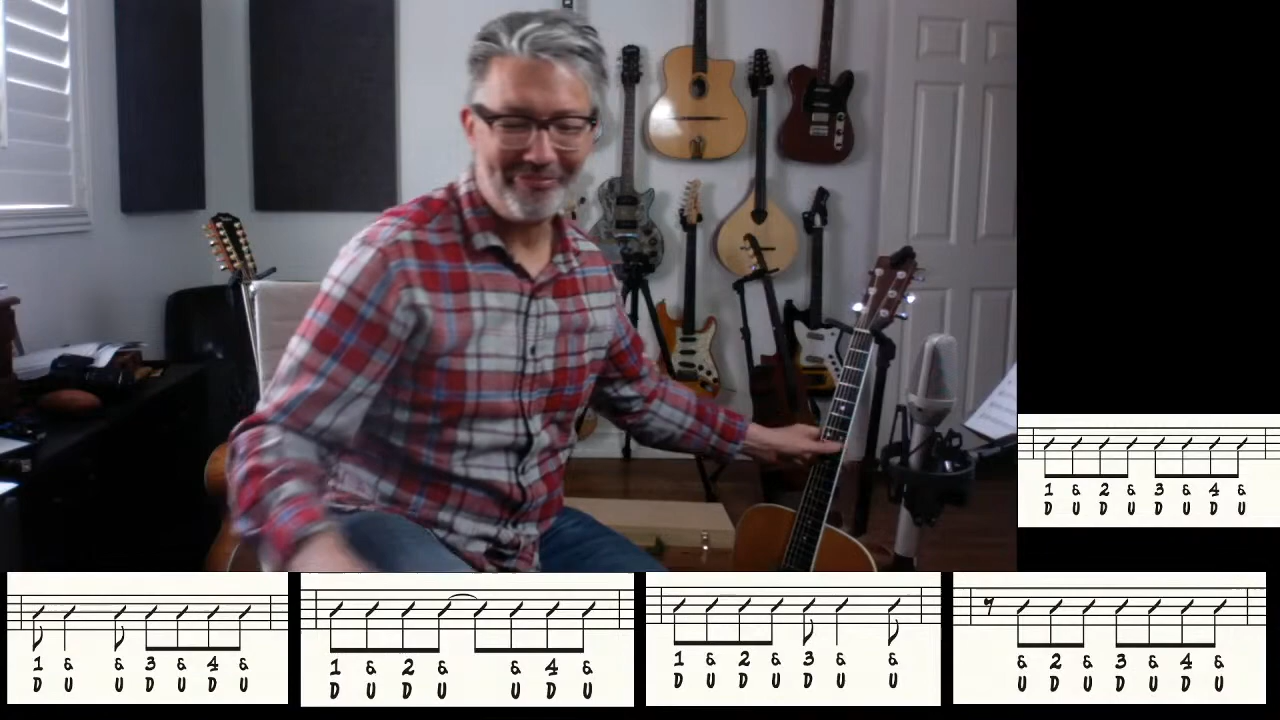 1 & 2 & 3 & 4 &
D U D U D U D U
1 & & 3 & 4 &
D U U D U D U
1 & 2 & & 4 &
D U D U U D U
1 & 2 & 3 & &
D U D U D U U
& 2 & 3 & 4 &
U D U D U D U